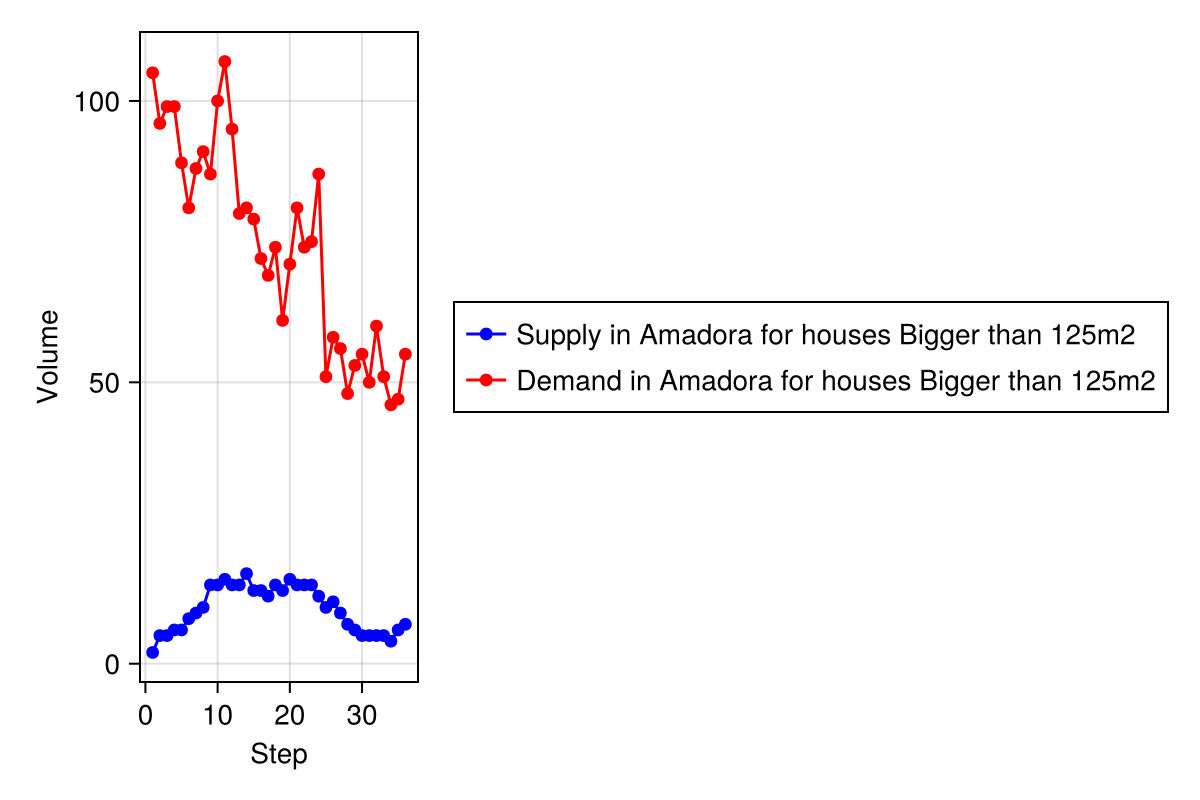 Volume
100
50
0
0 10 20 30
Step
Supply in Amadora for houses Bigger than 125m2
Demand in Amadora for houses Bigger than 125m2